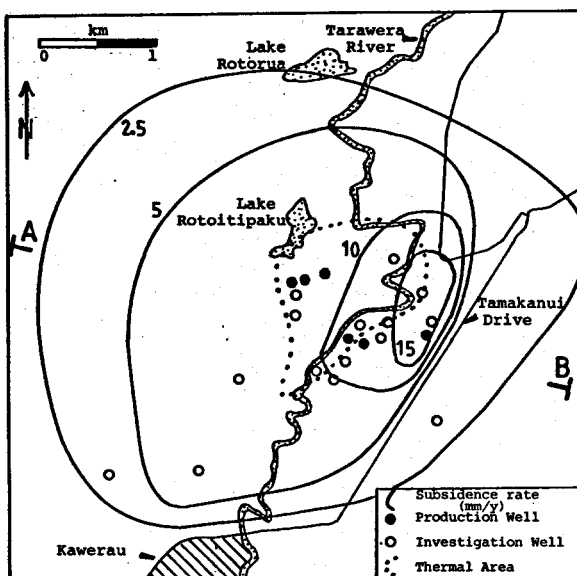 km
0 1
Lake
Rotorua
Tarawera
River
N
2.5
5
Lake
Rotoitipaku
A
10
15
Tamakanui
Drive
B
Kawerau
Subsidence rate
(mm/y)
Production Well
Investigation Well
Thermal Area